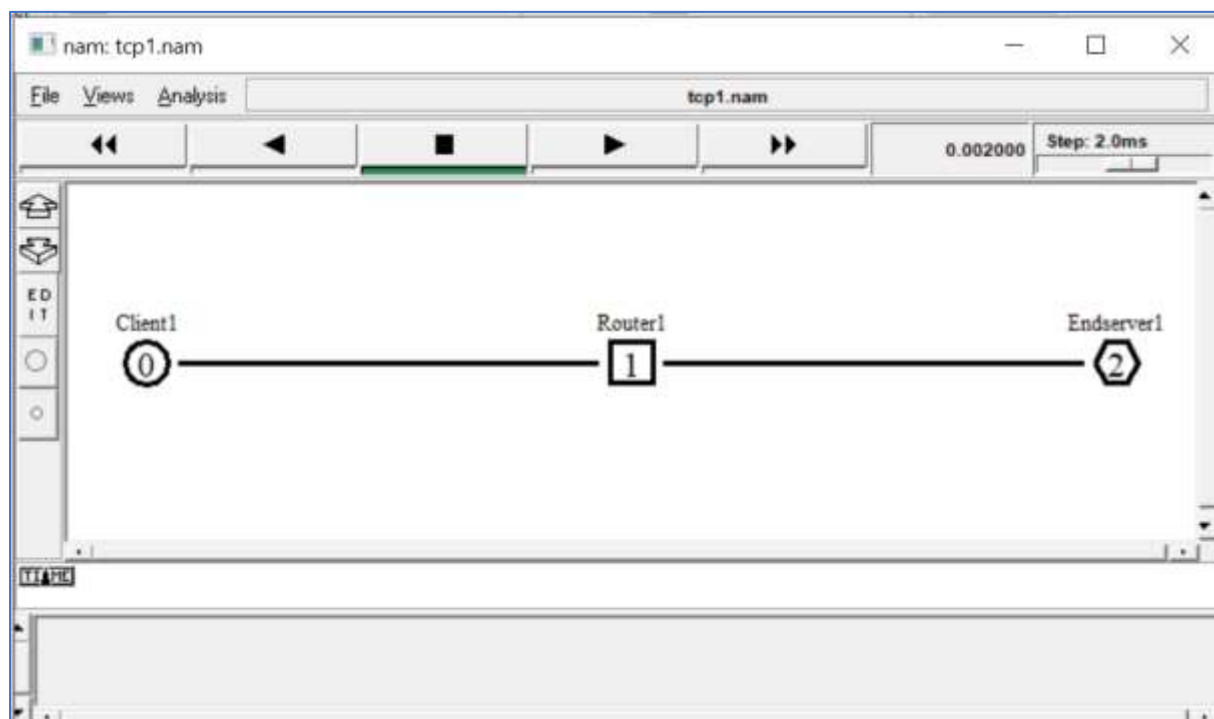 nam: tcp1.nam
File Views Analysis tcp1.nam
0.002000 Step: 2.0ms
ED
IT
Client1 Router1 Endserver1
0 1 2
TIME